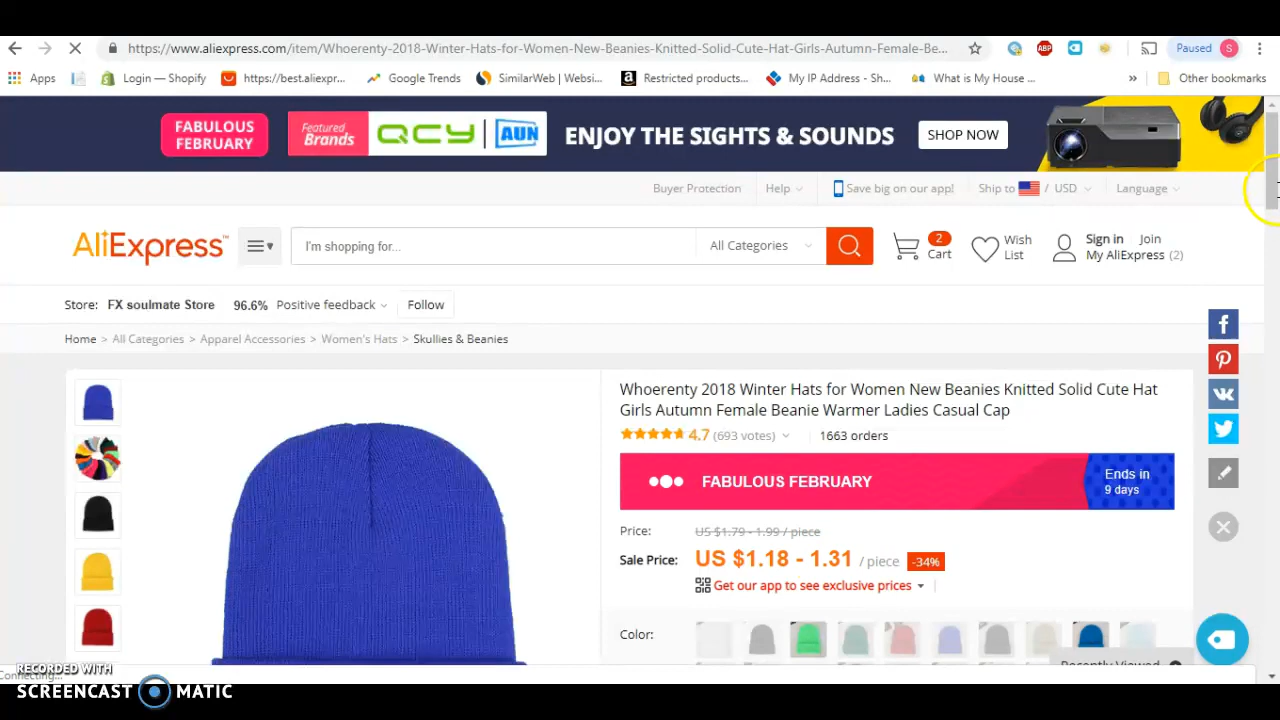 https://www.aliexpress.com/item/Whoerenty-2018-Winter-Hats-for-Women-New-Beanies-Knitted-Solid-Cute-Hat-Girls-Autumn-Female-Be...
ABP
Paused S
Apps
Login — Shopify
https://best.aliexpr...
Google Trends
SimilarWeb | Websi...
Restricted products...
My IP Address - Sh...
What is My House ...
»
Other bookmarks
FABULOUS FEBRUARY
Featured Brands
QCY | AUN
ENJOY THE SIGHTS & SOUNDS
SHOP NOW
Buyer Protection
Help
Save big on our app!
Ship to / USD
Language
AliExpress™
I'm shopping for...
All Categories
2
Cart
Wish List
Sign in Join
My AliExpress (2)
Store: FX soulmate Store 96.6% Positive feedback Follow
Home > All Categories > Apparel Accessories > Women's Hats > Skullies & Beanies
Whoerenty 2018 Winter Hats for Women New Beanies Knitted Solid Cute Hat
Girls Autumn Female Beanie Warmer Ladies Casual Cap
4.7 (693 votes) 1663 orders
FABULOUS FEBRUARY
Ends in
9 days
Price: US $1.79 - 1.99 / piece
Sale Price: US $1.18 - 1.31 / piece -34%
Get our app to see exclusive prices
Color:
Recently Viewed
Connecting...
RECORDED WITH
SCREENCAST MATIC